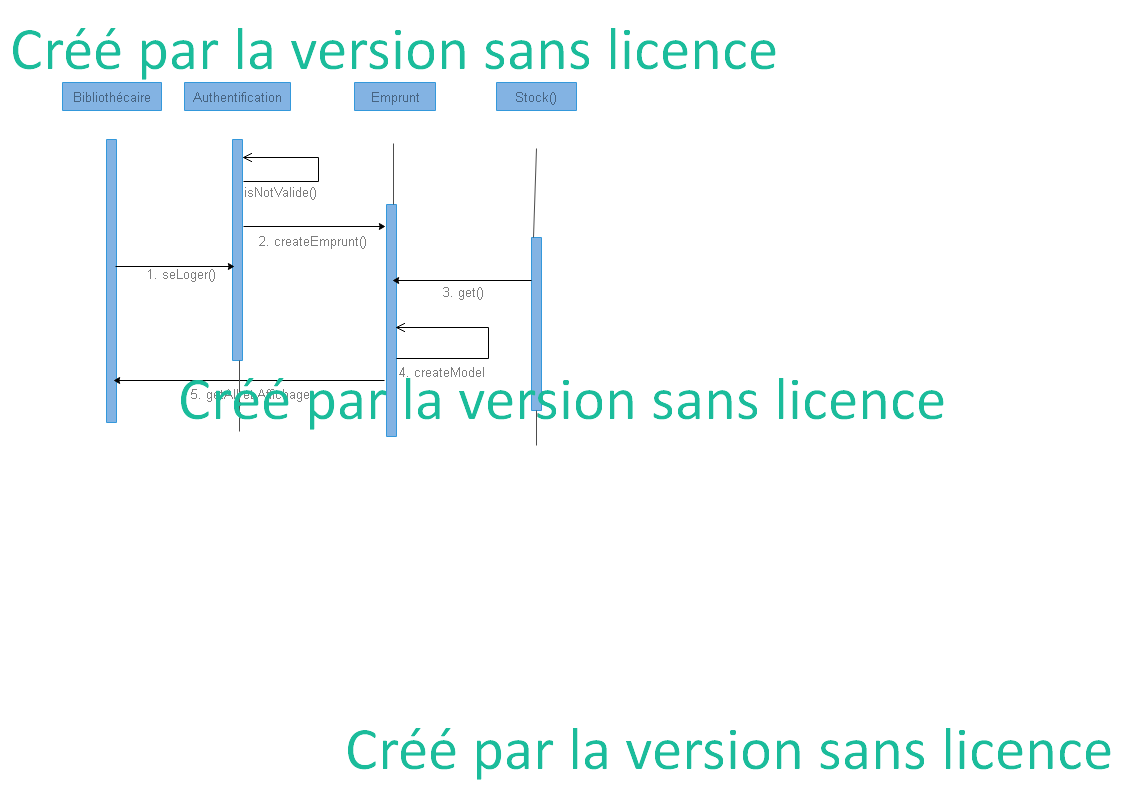 Créé par la version sans licence
Bibliothécaire
Authentification
Emprunt
Stock()
isNotValide()
2. createEmprunt()
1. seLoger()
3. get()
4. createModel
5.
Créé par la version sans licence
Créé par la version sans licence